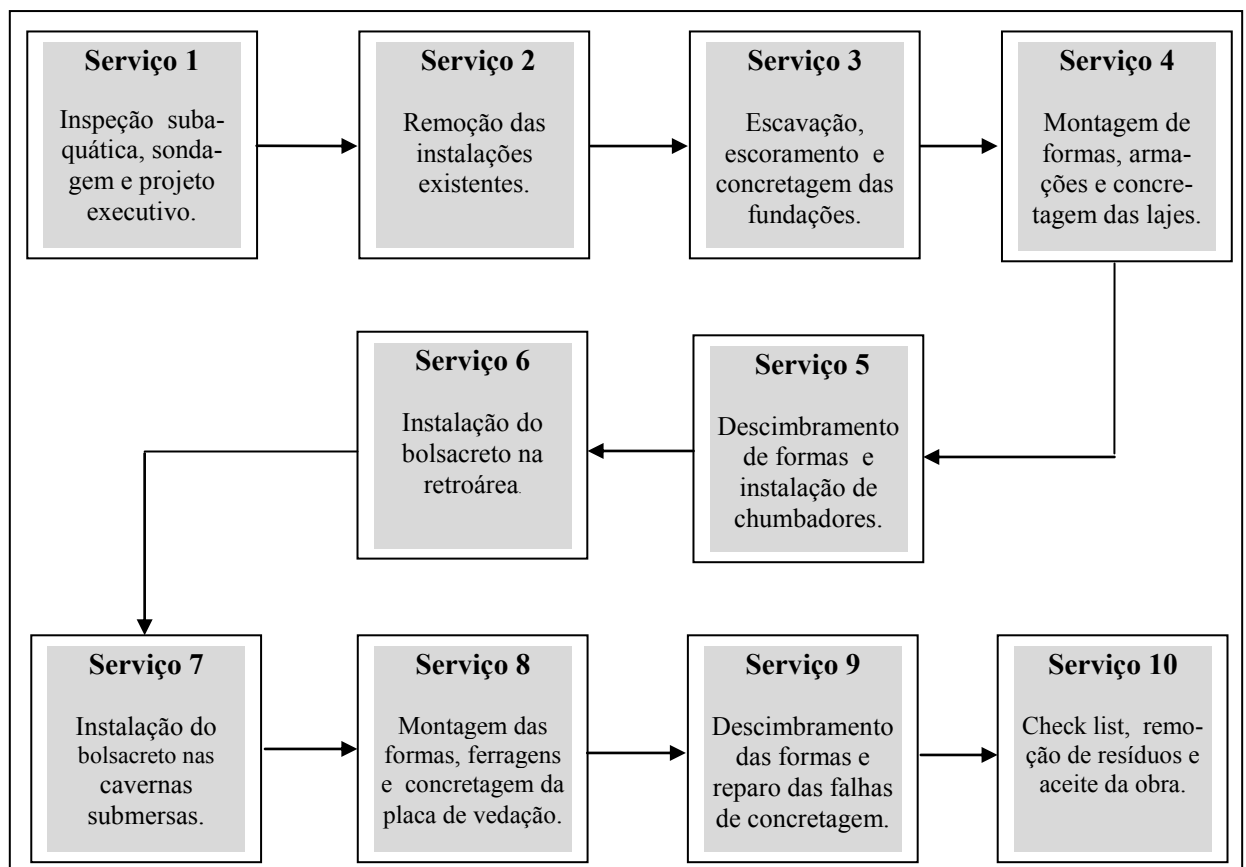 Serviço 1
Inspeção suba-
quática, sonda-
gem e projeto
executivo.
Serviço 2
Remoção das
instalações
existentes.
Serviço 3
Escavação,
escoramento e
concretagem das
fundações.
Serviço 4
Montagem de
formas, arma-
ções e concre-
tagem das lajes.
Serviço 5
Descimbramento
de formas e
instalação de
chumbadores.
Serviço 6
Instalação do
bolsacreto na
retroárea.
Serviço 7
Instalação do
bolsacreto nas
cavernas
submersas.
Serviço 8
Montagem das
formas, ferragens
e concretagem da
placa de vedação.
Serviço 9
Descimbramento
das formas e
reparo das falhas
de concretagem.
Serviço 10
Check list, remo-
ção de resíduos e
aceite da obra.